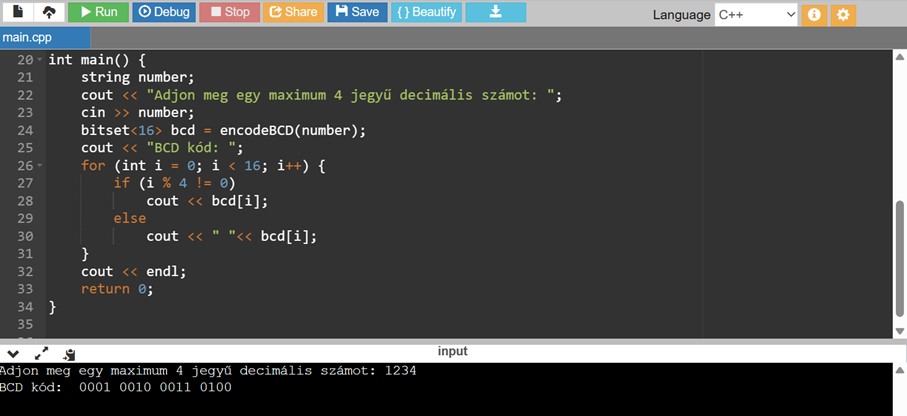 Run Debug Stop Share Save { } Beautify Language C++
main.cpp
20 int main() {
21 string number;
22 cout << "Adjon meg egy maximum 4 jegyű decimális számot: ";
23 cin >> number;
24 bitset<16> bcd = encodeBCD(number);
25 cout << "BCD kód: ";
26 for (int i = 0; i < 16; i++) {
27 if (i % 4 != 0)
28 cout << bcd[i];
29 else
30 cout << " "<< bcd[i];
31 }
32 cout << endl;
33 return 0;
34 }
35
input
Adjon meg egy maximum 4 jegyű decimális számot: 1234
BCD kód:  0001 0010 0011 0100